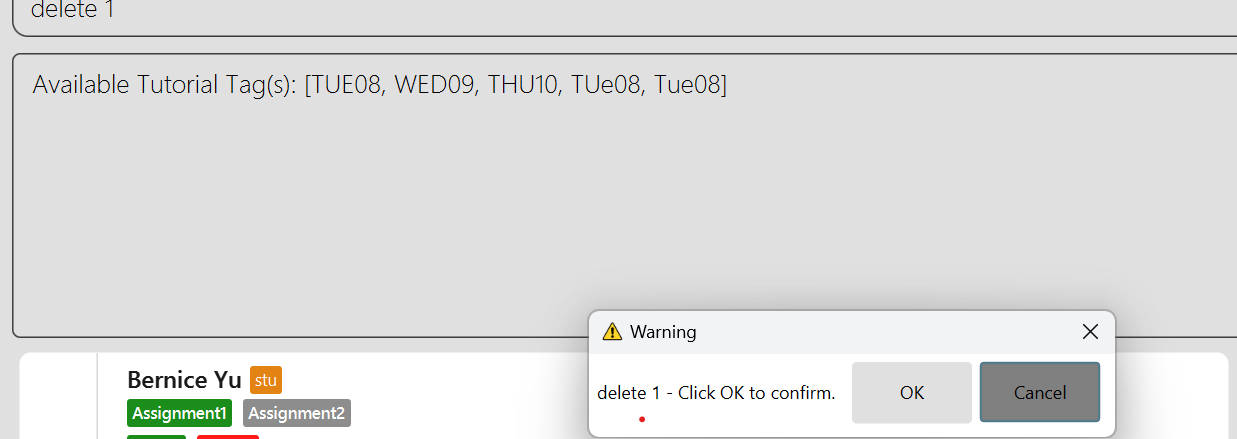 delete 1
Available Tutorial Tag(s): [TUE08, WED09, THU10, TUe08, Tue08]
Warning
delete 1 - Click OK to confirm.
OK
Cancel
Bernice Yu
stu
Assignment1
Assignment2